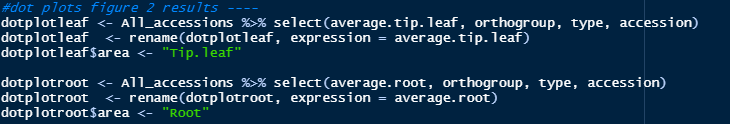 #dot plots figure 2 results ----
dotplotleaf <- All_accessions %>% select(average.tip.leaf, orthogroup, type, accession)
dotplotleaf  <- rename(dotplotleaf, expression = average.tip.leaf)
dotplotleaf$area <- "Tip.leaf"
dotplotroot <- All_accessions %>% select(average.root, orthogroup, type, accession)
dotplotroot  <- rename(dotplotroot, expression = average.root)
dotplotroot$area <- "Root"